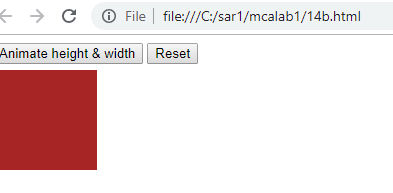 File | file:///C:/sar1/mcalab1/14b.html
Animate height & width Reset